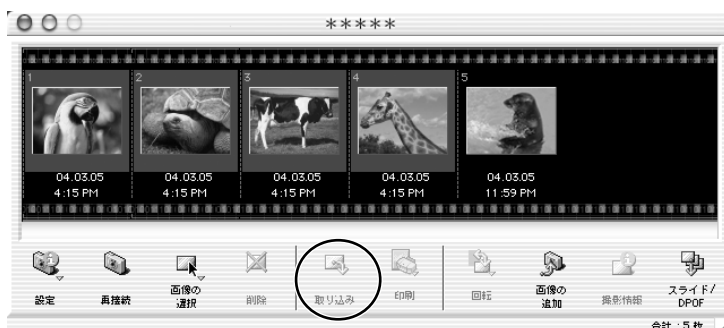 *****
1 2 3 4 5
04.03.05 04.03.05 04.03.05 04.03.05 04.03.05
4:15 PM 4:15 PM 4:15 PM 4:15 PM 11:59 PM
設定 再接続 画像の選択 削除 取り込み 印刷 回転 画像の追加 撮影情報 スライド/DPOF
合計:5 枚